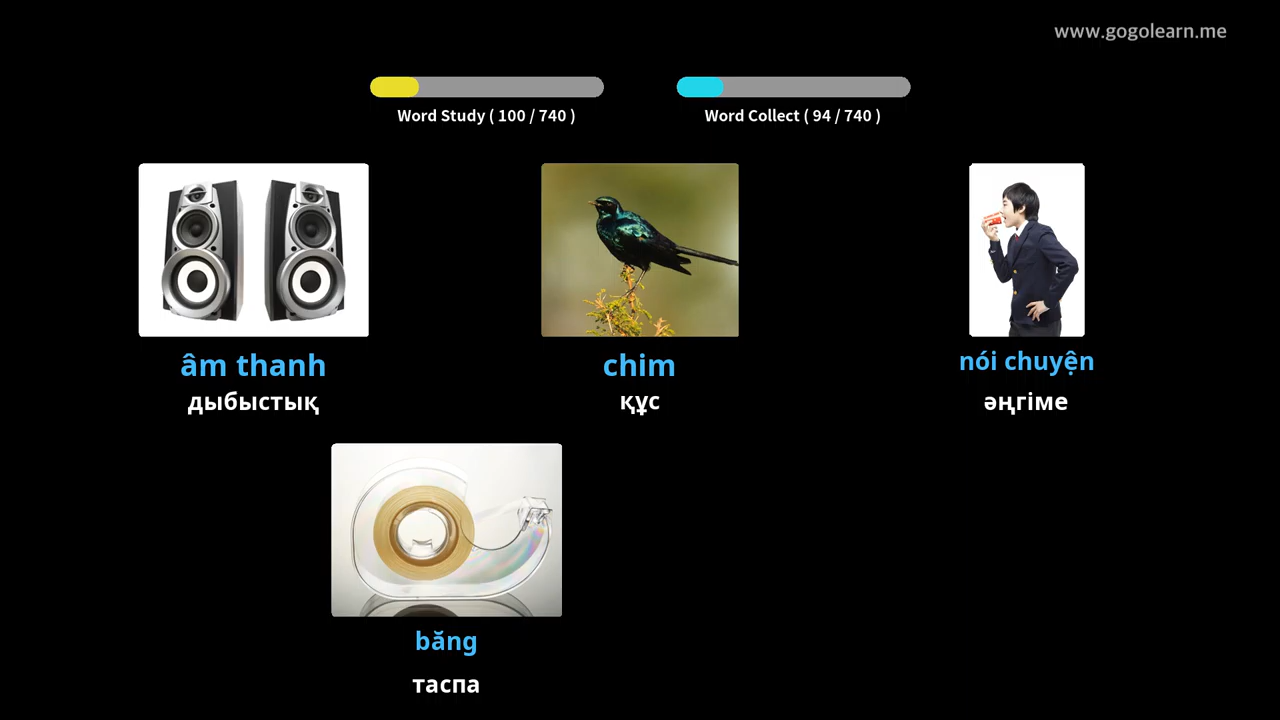 www.gogolearn.me
Word Study ( 100 / 740 )
Word Collect ( 94 / 740 )
âm thanh
дыбыстық
chim
құс
nói chuyện
әңгіме
băng
таспа